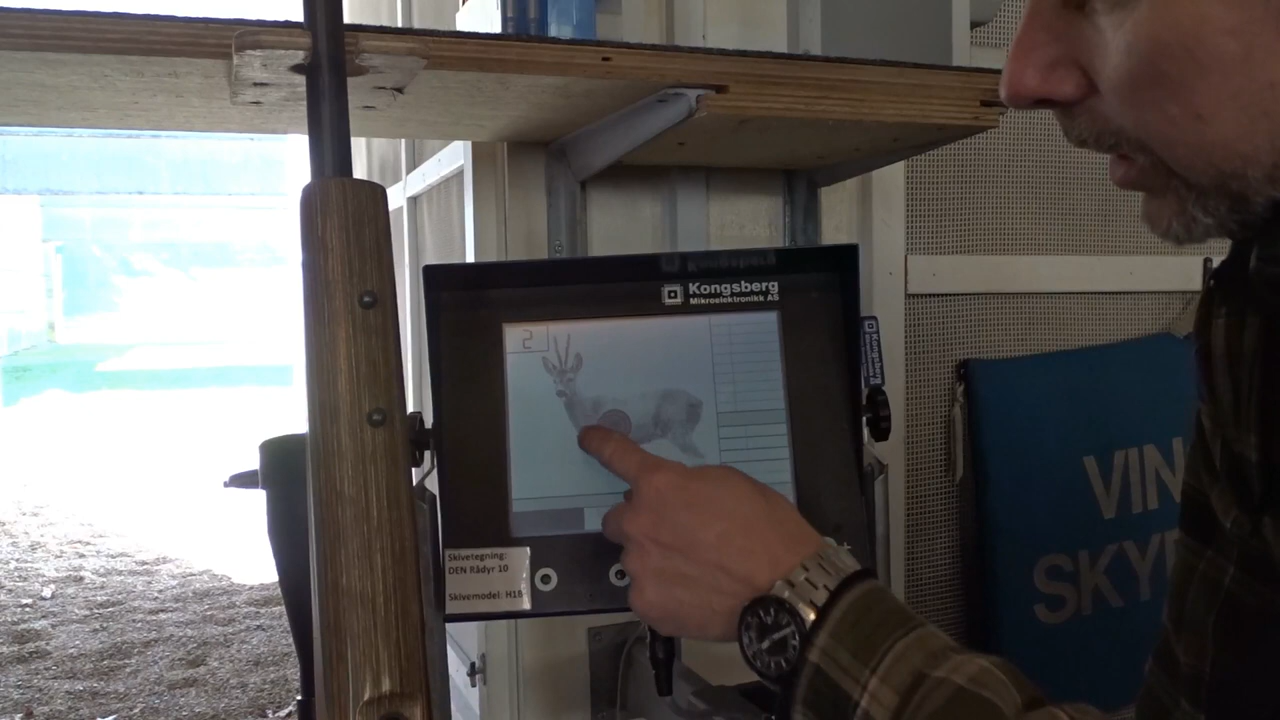 Kongsberg
Mikroelektronikk AS
2
Kongsberg
Skivetegning:
DEN Rådyr 10
Skivemodel: H18
VIN
SKY